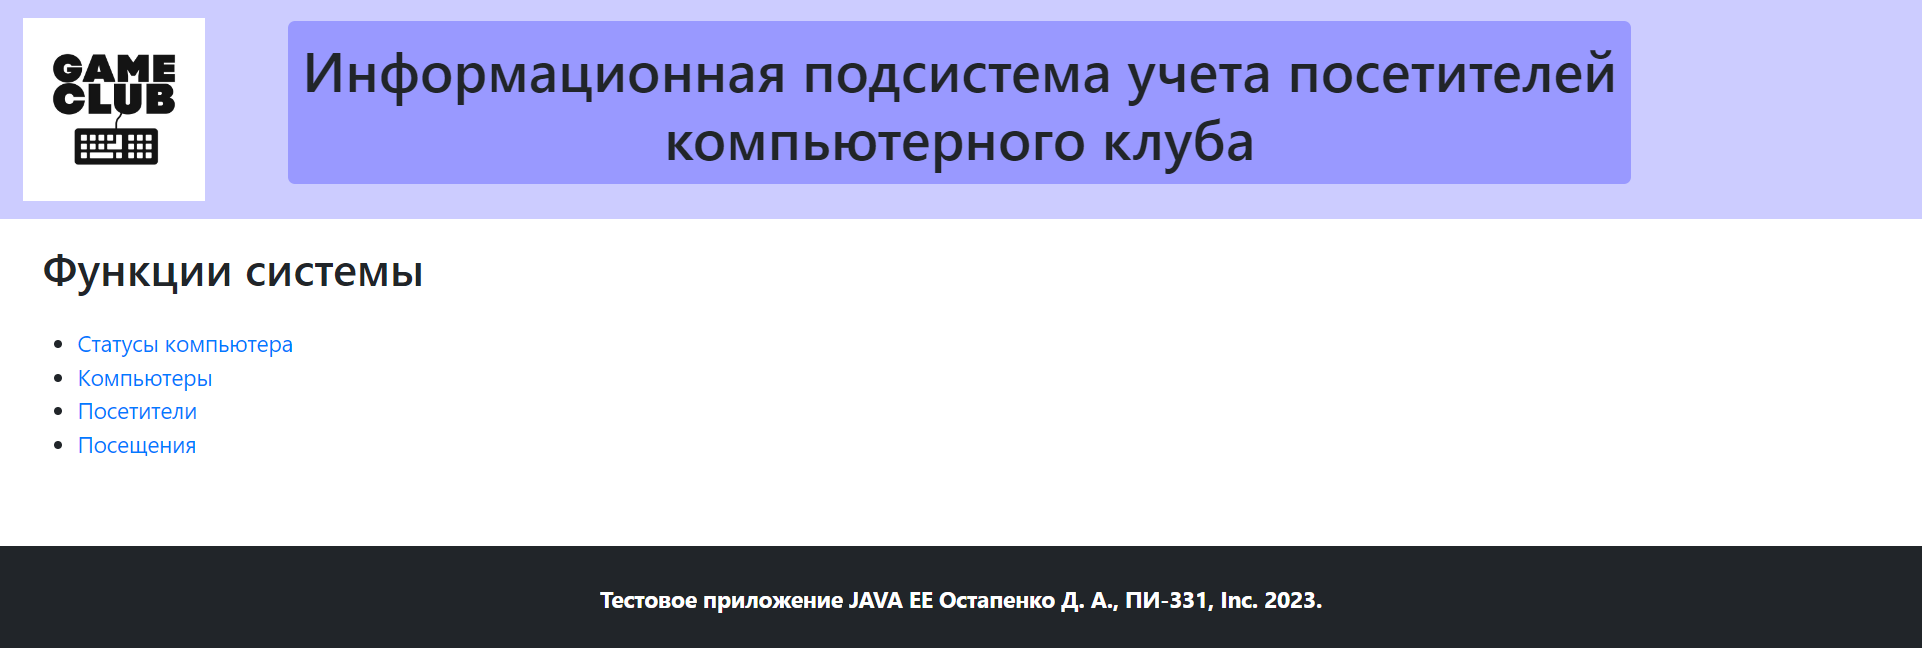 GAME
CLUB
Информационная подсистема учета посетителей
компьютерного клуба
Функции системы
Статусы компьютера
Компьютеры
Посетители
Посещения
Тестовое приложение JAVA EE Остапенко Д. А., ПИ-331, Inc. 2023.